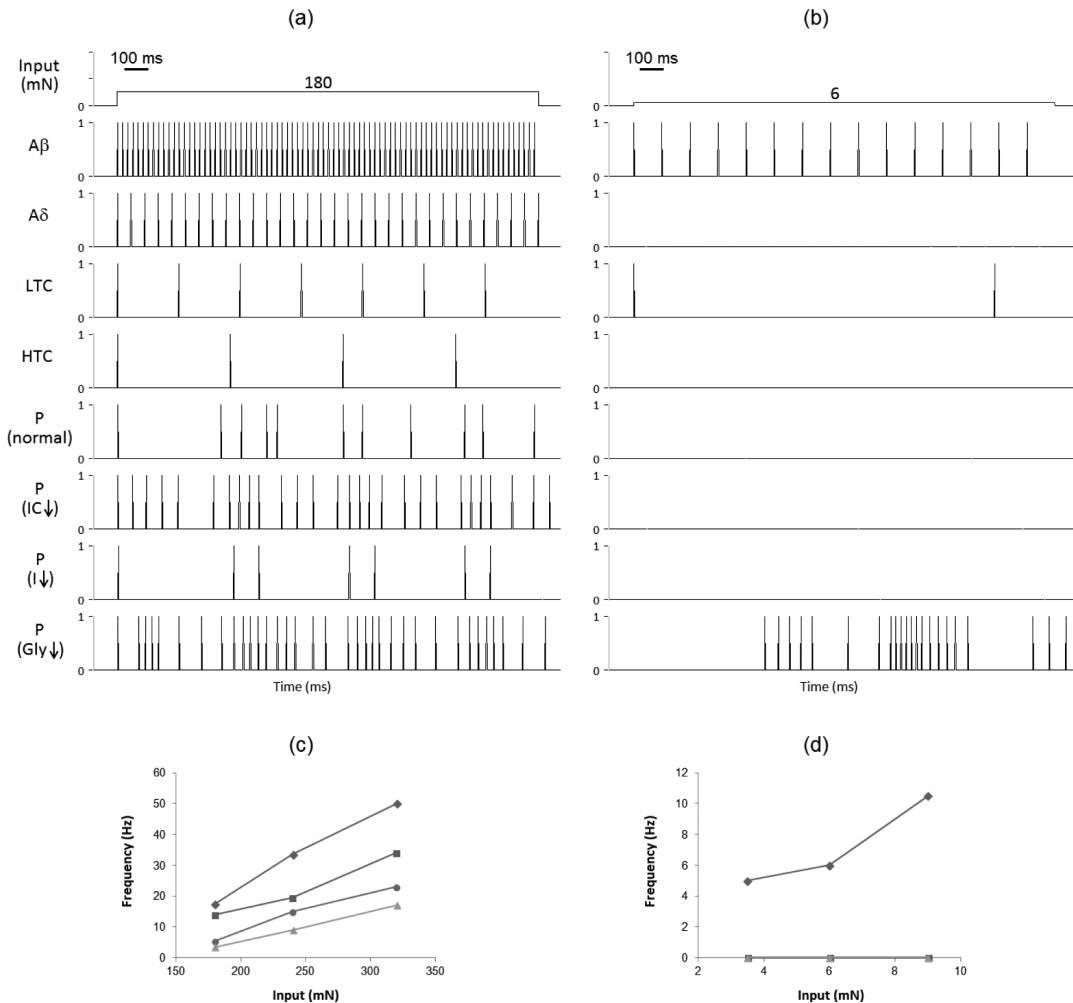 (a)
(b)
Input
(mN)
100 ms
180
0
100 ms
6
0
Aβ
1
0
1
0
Aδ
1
0
1
0
LTC
1
0
1
0
HTC
1
0
1
0
P
(normal)
1
0
1
0
P
(IC↓)
1
0
1
0
P
(I↓)
1
0
1
0
P
(Gly↓)
1
0
1
0
Time (ms)
Time (ms)
(c)
(d)
Frequency (Hz)
60
50
40
30
20
10
0
150 200 250 300 350
Input (mN)
Frequency (Hz)
12
10
8
6
4
2
0
2 4 6 8 10
Input (mN)